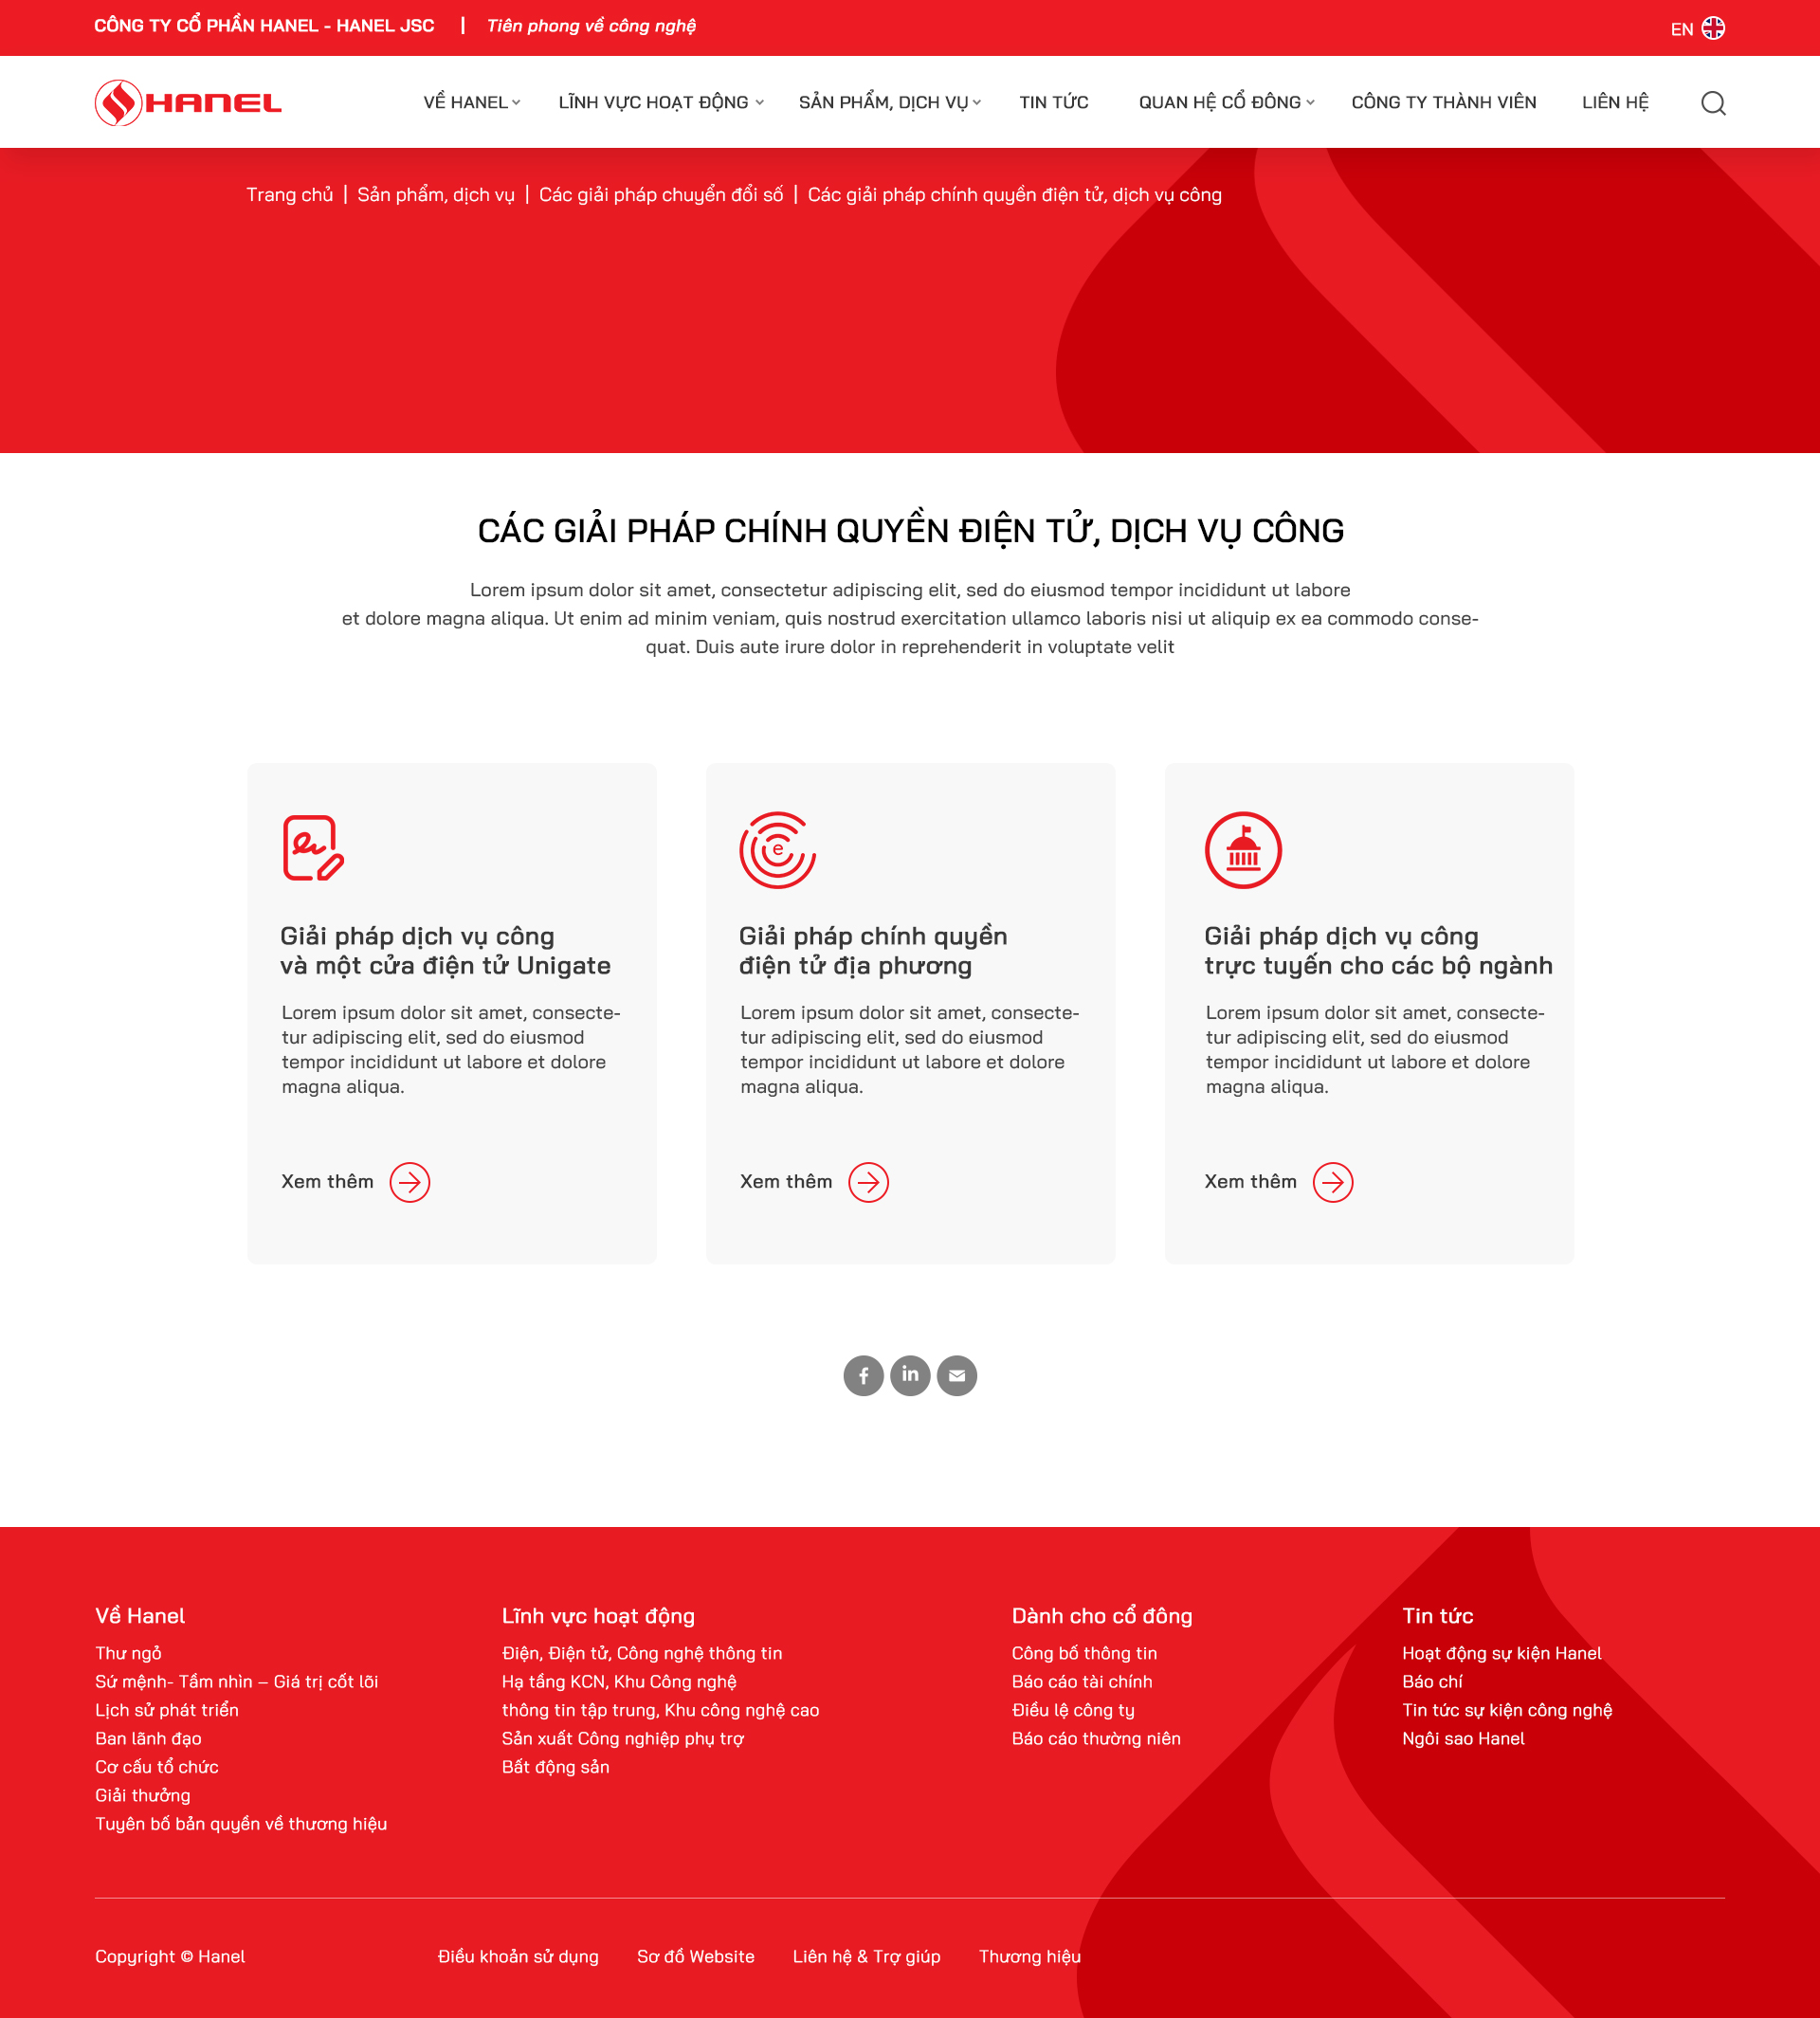 CÔNG TY CỔ PHẦN HANEL - HANEL JSC | Tiên phong về công nghệ
EN
HANEL
VỀ HANEL
LĨNH VỰC HOẠT ĐỘNG
SẢN PHẨM, DỊCH VỤ
TIN TỨC
QUAN HỆ CỔ ĐÔNG
CÔNG TY THÀNH VIÊN
LIÊN HỆ
Trang chủ | Sản phẩm, dịch vụ | Các giải pháp chuyển đổi số | Các giải pháp chính quyền điện tử, dịch vụ công
CÁC GIẢI PHÁP CHÍNH QUYỀN ĐIỆN TỬ, DỊCH VỤ CÔNG
Lorem ipsum dolor sit amet, consectetur adipiscing elit, sed do eiusmod tempor incididunt ut labore
et dolore magna aliqua. Ut enim ad minim veniam, quis nostrud exercitation ullamco laboris nisi ut aliquip ex ea commodo conse-
quat. Duis aute irure dolor in reprehenderit in voluptate velit
Giải pháp dịch vụ công
và một cửa điện tử Unigate
Lorem ipsum dolor sit amet, consecte-
tur adipiscing elit, sed do eiusmod
tempor incididunt ut labore et dolore
magna aliqua.
Xem thêm
e
Giải pháp chính quyền
điện tử địa phương
Lorem ipsum dolor sit amet, consecte-
tur adipiscing elit, sed do eiusmod
tempor incididunt ut labore et dolore
magna aliqua.
Xem thêm
Giải pháp dịch vụ công
trực tuyến cho các bộ ngành
Lorem ipsum dolor sit amet, consecte-
tur adipiscing elit, sed do eiusmod
tempor incididunt ut labore et dolore
magna aliqua.
Xem thêm
f
in
Về Hanel
Thư ngỏ
Sứ mệnh- Tầm nhìn – Giá trị cốt lõi
Lịch sử phát triển
Ban lãnh đạo
Cơ cấu tổ chức
Giải thưởng
Tuyên bố bản quyền về thương hiệu
Lĩnh vực hoạt động
Điện, Điện tử, Công nghệ thông tin
Hạ tầng KCN, Khu Công nghệ
thông tin tập trung, Khu công nghệ cao
Sản xuất Công nghiệp phụ trợ
Bất động sản
Dành cho cổ đông
Công bố thông tin
Báo cáo tài chính
Điều lệ công ty
Báo cáo thường niên
Tin tức
Hoạt động sự kiện Hanel
Báo chí
Tin tức sự kiện công nghệ
Ngôi sao Hanel
Copyright © Hanel
Điều khoản sử dụng
Sơ đồ Website
Liên hệ & Trợ giúp
Thương hiệu